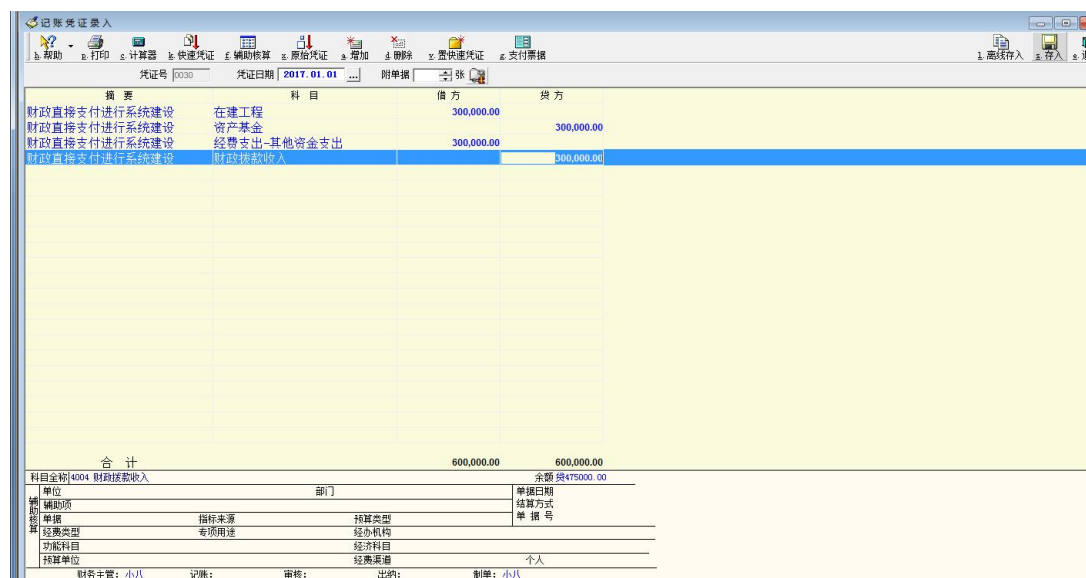 记账凭证录入
h.帮助 p.打印 c.计算器 k.快速凭证 f.辅助核算 z.原始凭证 a.增加 d.删除 v.置快速凭证 g.支付票据 l.离线存入 s.存入
凭证号 0030 凭证日期 2017.01.01 ... 附单据 张
摘 要 科 目 借方 贷方
财政直接支付进行系统建设 在建工程 300,000.00
财政直接支付进行系统建设 资产基金 300,000.00
财政直接支付进行系统建设 经费支出-其他资金支出 300,000.00
财政直接支付进行系统建设 财政拨款收入 300,000.00
合 计 600,000.00 600,000.00
科目全称 4004 财政拨款收入 余额 贷475000.00
辅助核算
单位 部门 单据日期
辅助项 结算方式
单据 指标来源 预算类型 单 据 号
经费类型 专项用途 经办机构
功能科目 经济科目
预算单位 经费渠道 个人
财务主管: 小八 记账: 审核: 出纳: 制单: 小八